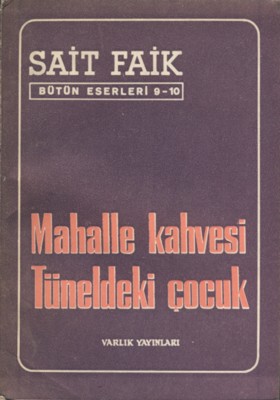 SAİT FAİK
BÜTÜN ESERLERİ 9-10
Mahalle kahvesi
Tüneldeki çocuk
VARLIK YAYINLARI